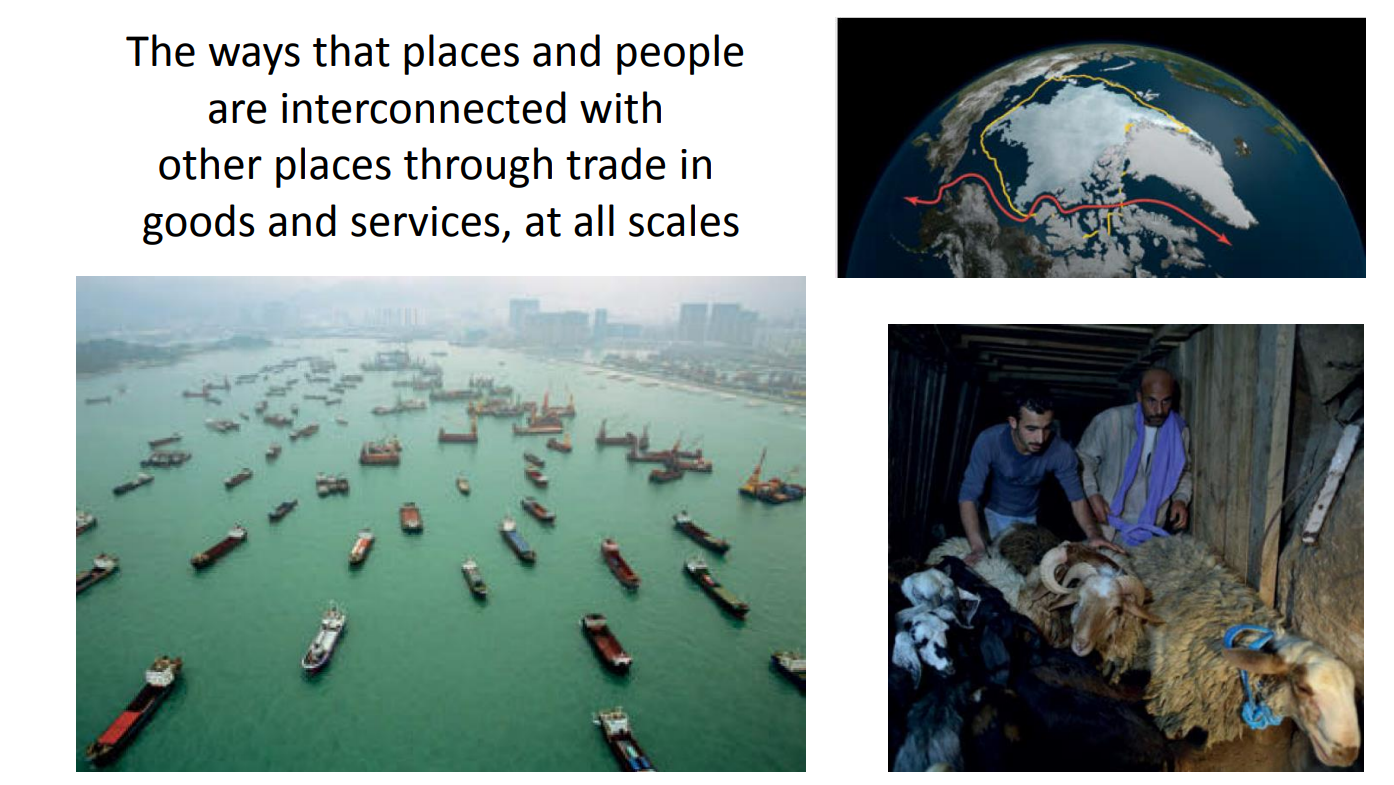 The ways that places and people
are interconnected with
other places through trade in
goods and services, at all scales